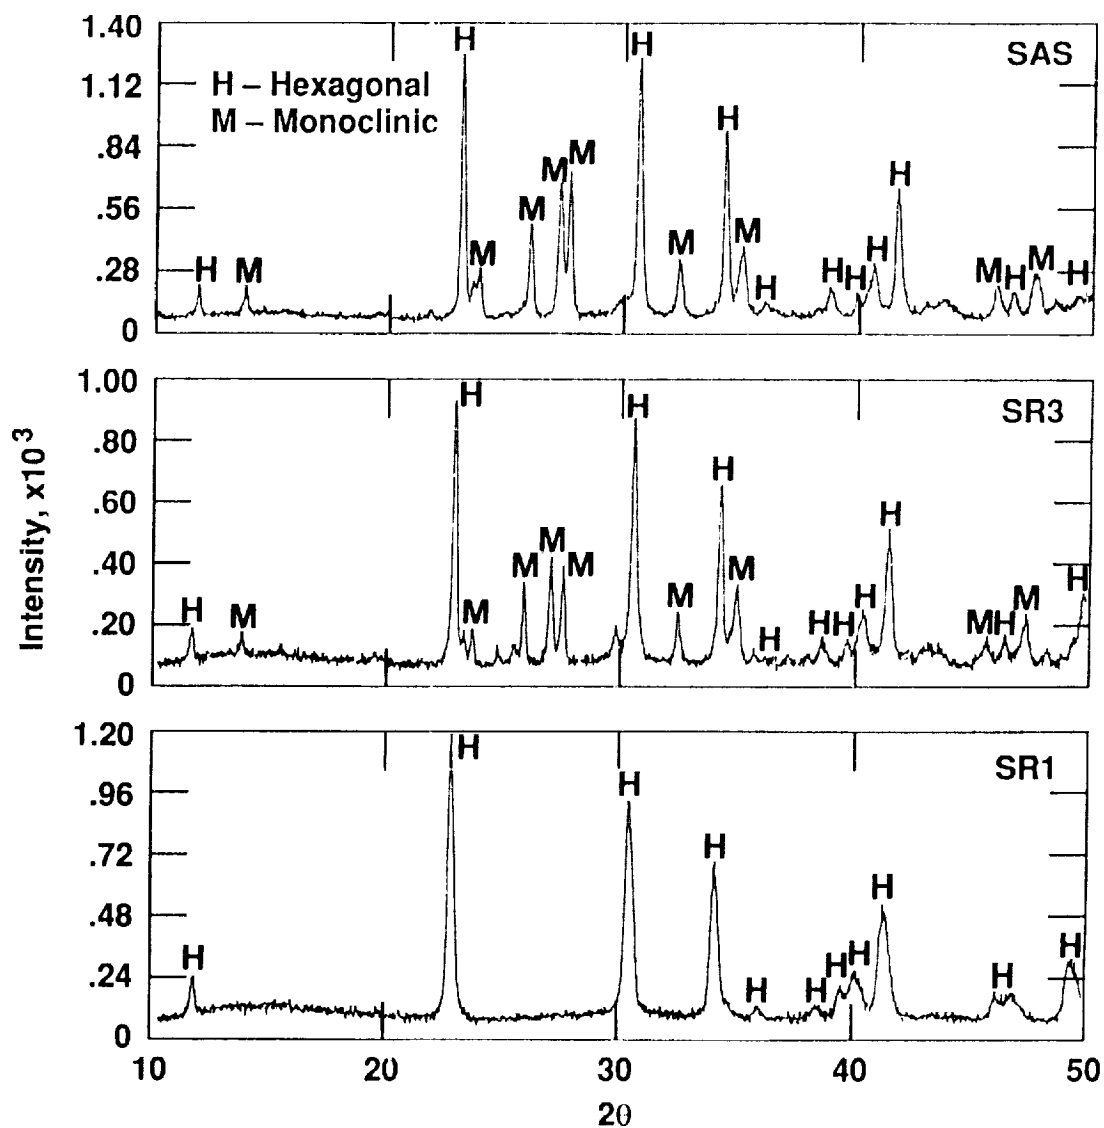 1.40
1.12
.84
.56
.28
0
H – Hexagonal
M – Monoclinic
SAS
H M H M M M M H M H M H H H H H M H M H
1.00
.80
.60
.40
.20
0
SR3
H M H M M M M H M H M H H H H H M H M H
Intensity, x10³
1.20
.96
.72
.48
.24
0
SR1
H H H H H H H H H H H
10 20 30 40 50
2θ